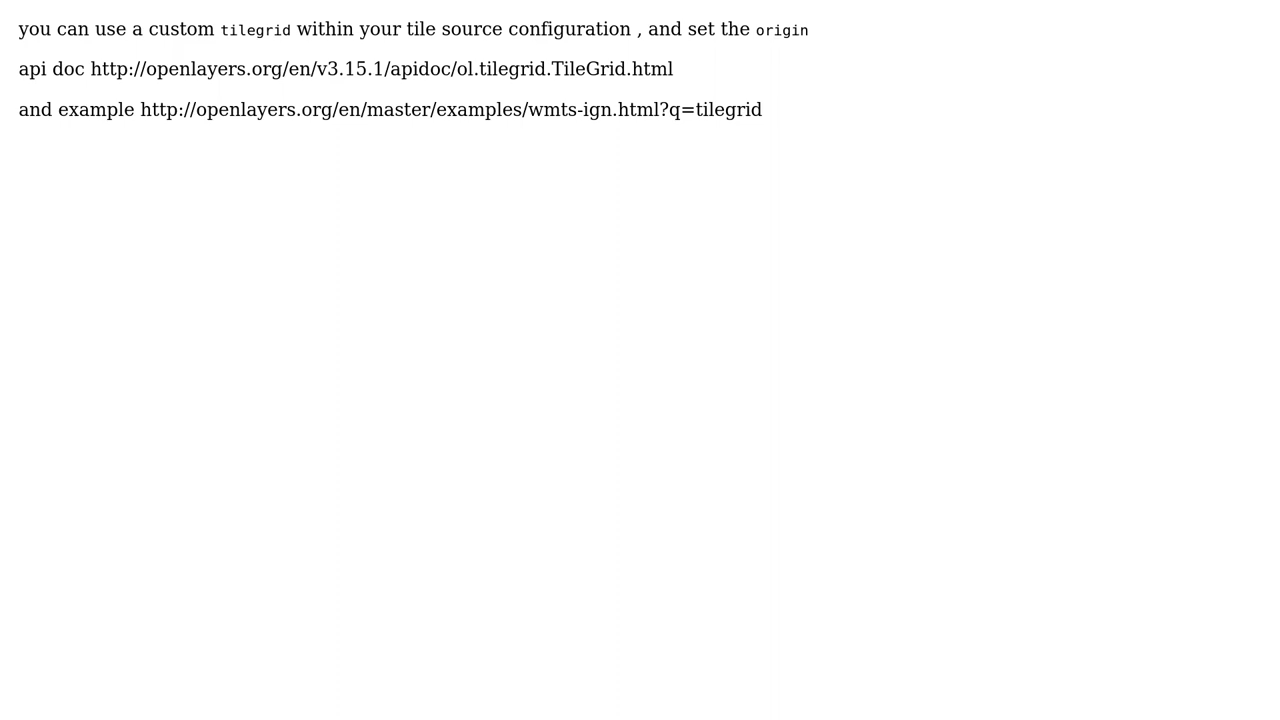 you can use a custom tilegrid within your tile source configuration , and set the origin
api doc http://openlayers.org/en/v3.15.1/apidoc/ol.tilegrid.TileGrid.html
and example http://openlayers.org/en/master/examples/wmts-ign.html?q=tilegrid